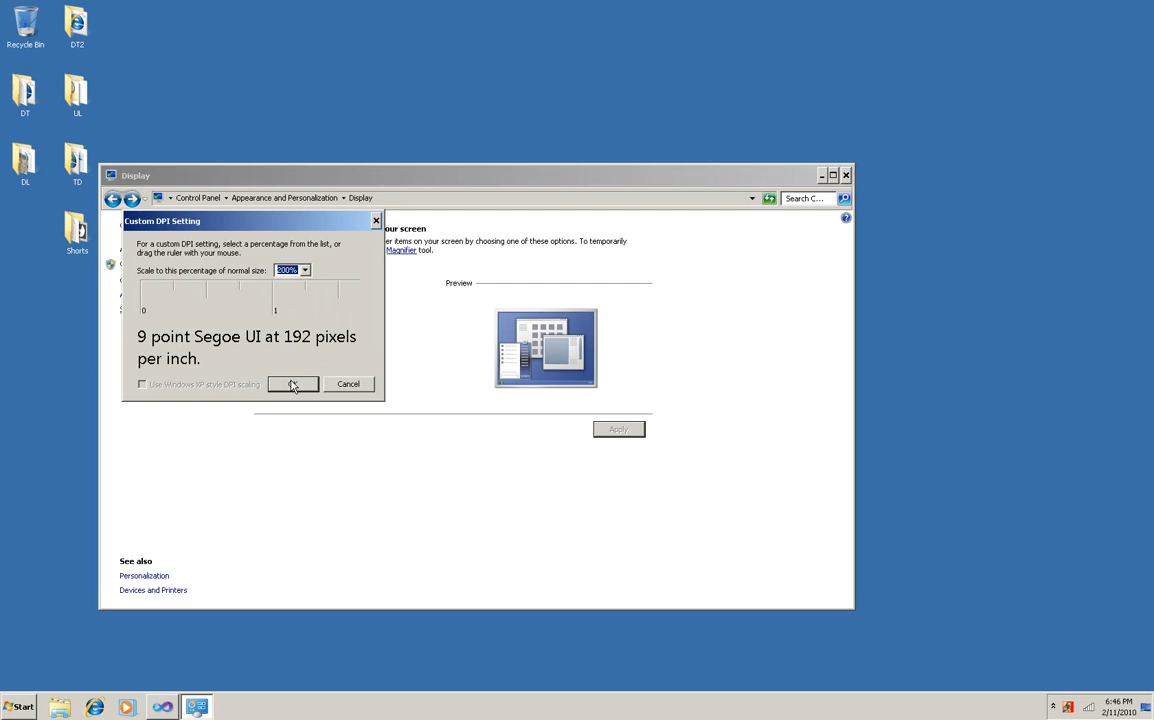 Recycle Bin
DT2
DT
UL
DL
TD
Shorts
Display
Control Panel
Appearance and Personalization
Display
Search C...
Custom DPI Setting
our screen
For a custom DPI setting, select a percentage from the list, or
drag the ruler with your mouse.
er items on your screen by choosing one of these options. To temporarily
Magnifier tool.
Scale to this percentage of normal size: 200%
Preview
0 1
9 point Segoe UI at 192 pixels
per inch.
Use Windows XP style DPI scaling
Cancel
Apply
See also
Personalization
Devices and Printers
Start
6:46 PM
2/11/2010